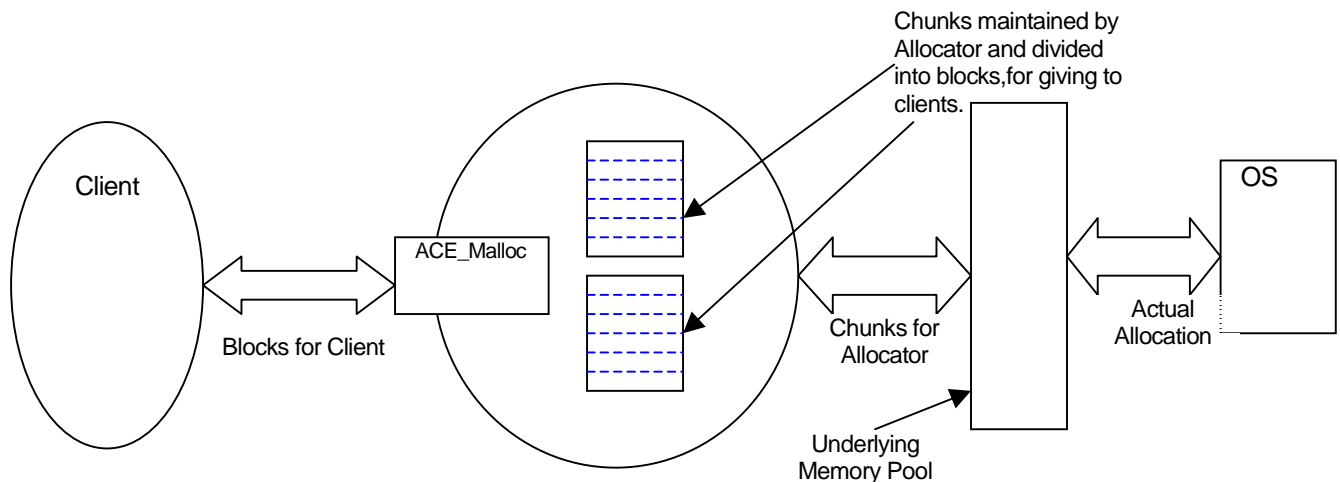 Chunks maintained by
Allocator and divided
into blocks,for giving to
clients.
Client
OS
ACE_Malloc
Blocks for Client
Chunks for
Allocator
Actual
Allocation
Underlying
Memory Pool